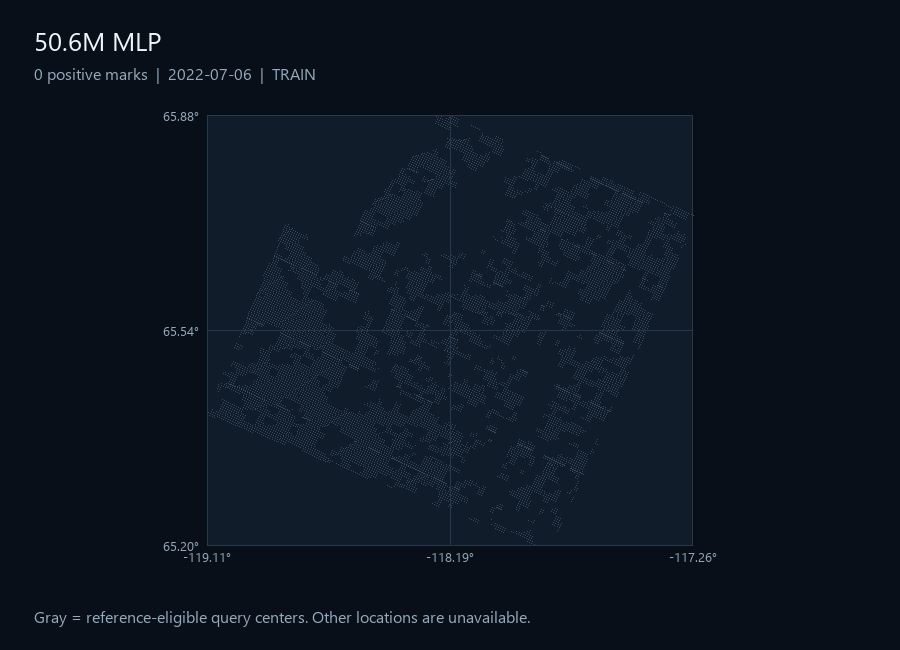 50.6M MLP
0 positive marks | 2022-07-06 | TRAIN
65.88°
65.54°
65.20°
-119.11°
-118.19°
-117.26°
Gray = reference-eligible query centers. Other locations are unavailable.